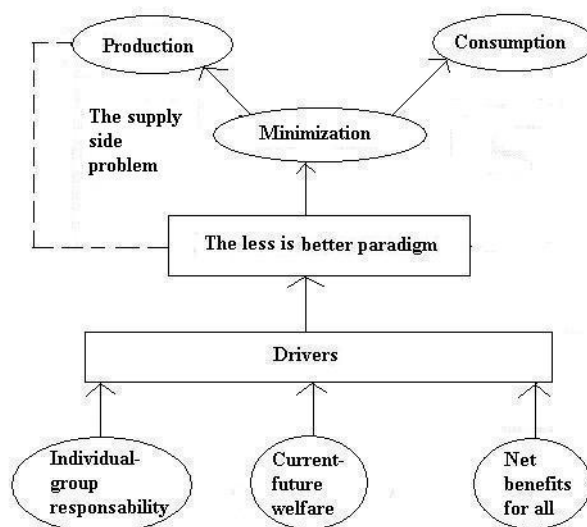 Production
Consumption
The supply
side
problem
Minimization
The less is better paradigm
Drivers
Individual-
group
responsability
Current-
future
welfare
Net
benefits
for all